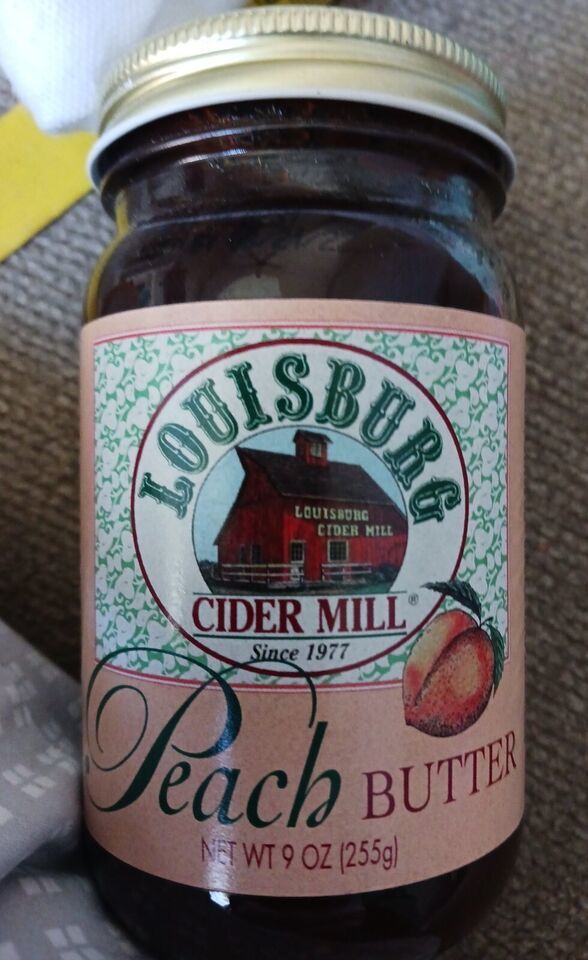 LOUISBURG
LOUISBURG
CIDER MILL
CIDER MILL®
Since 1977
Peach BUTTER
NET WT 9 OZ (255g)